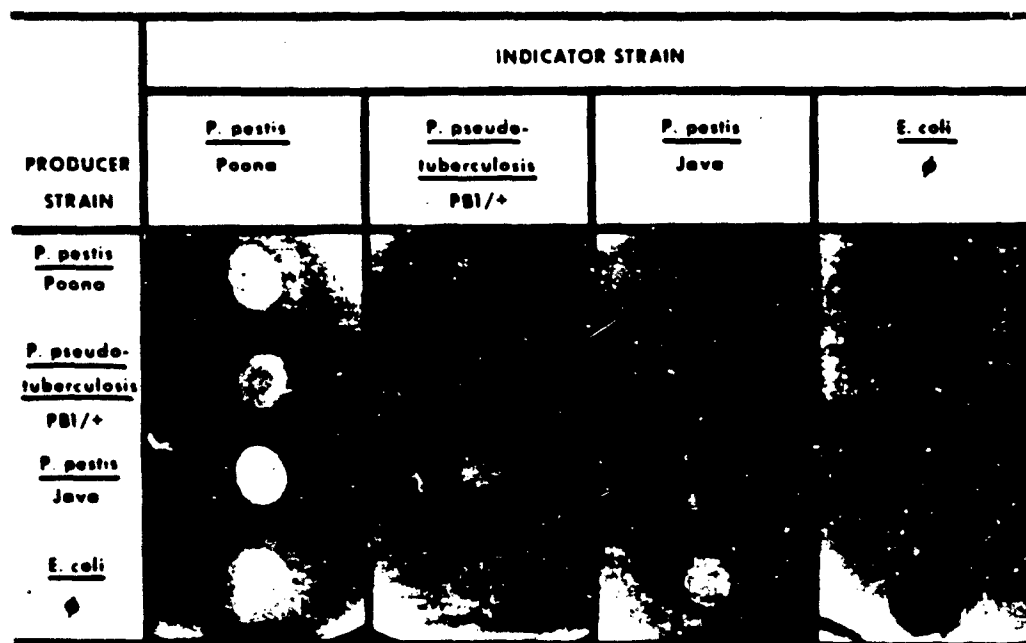 INDICATOR STRAIN
PRODUCER
STRAIN
P. pestis
Poona
P. pseudo-
tuberculosis
PB1/+
P. pestis
Java
E. coli
ϕ
P. pestis
Poona
P. pseudo-
tuberculosis
PB1/+
P. pestis
Java
E. coli
ϕ